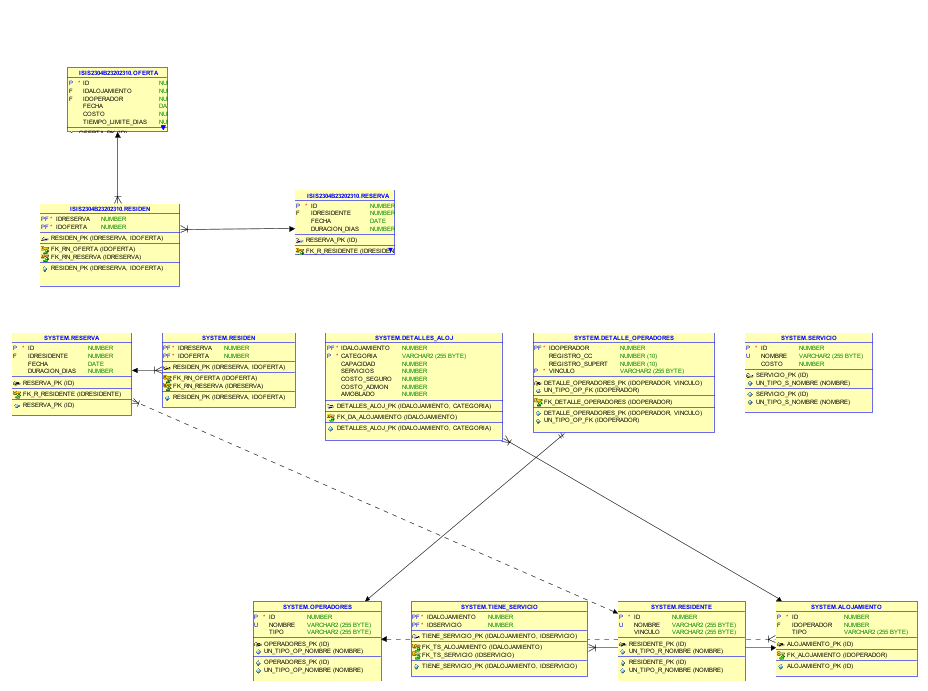 ISIS2304B23202310.OFERTA
P * ID NU
F IDALOJAMIENTO NU
F IDOPERADOR NU
FECHA DA
COSTO NU
TIEMPO_LIMITE_DIAS NU
ISIS2304B23202310.RESIDEN
PF* IDRESERVA NUMBER
PF* IDOFERTA NUMBER
RESIDEN_PK (IDRESERVA, IDOFERTA)
FK_RN_OFERTA (IDOFERTA)
FK_RN_RESERVA (IDRESERVA)
RESIDEN_PK (IDRESERVA, IDOFERTA)
ISIS2304B23202310.RESERVA
P * ID NUMBER
F IDRESIDENTE NUMBER
FECHA DATE
DURACION_DIAS NUMBER
RESERVA_PK (ID)
FK_R_RESIDENTE (IDRESIDE
SYSTEM.RESERVA
P * ID NUMBER
F IDRESIDENTE NUMBER
FECHA DATE
DURACION_DIAS NUMBER
RESERVA_PK (ID)
FK_R_RESIDENTE (IDRESIDENTE)
RESERVA_PK (ID)
SYSTEM.RESIDEN
PF* IDRESERVA NUMBER
PF* IDOFERTA NUMBER
RESIDEN_PK (IDRESERVA, IDOFERTA)
FK_RN_OFERTA (IDOFERTA)
FK_RN_RESERVA (IDRESERVA)
RESIDEN_PK (IDRESERVA, IDOFERTA)
SYSTEM.DETALLES_ALOJ
PF* IDALOJAMIENTO NUMBER
P * CATEGORIA VARCHAR2 (255 BYTE)
CAPACIDAD NUMBER
SERVICIOS NUMBER
COSTO_SEGURO NUMBER
COSTO_ADMON NUMBER
AMOBLADO NUMBER
DETALLES_ALOJ_PK (IDALOJAMIENTO, CATEGORIA)
FK_DA_ALOJAMIENTO (IDALOJAMIENTO)
DETALLES_ALOJ_PK (IDALOJAMIENTO, CATEGORIA)
SYSTEM.DETALLE_OPERADORES
PF* IDOPERADOR NUMBER
REGISTRO_CC NUMBER (10)
REGISTRO_SUPERT NUMBER (10)
P * VINCULO VARCHAR2 (255 BYTE)
DETALLE_OPERADORES_PK (IDOPERADOR, VINCULO)
UN_TIPO_OP_FK (IDOPERADOR)
FK_DETALLE_OPERADORES (IDOPERADOR)
DETALLE_OPERADORES_PK (IDOPERADOR, VINCULO)
UN_TIPO_OP_FK (IDOPERADOR)
SYSTEM.SERVICIO
P * ID NUMBER
U * NOMBRE VARCHAR2 (255 BYTE)
COSTO NUMBER
SERVICIO_PK (ID)
UN_TIPO_S_NOMBRE (NOMBRE)
SERVICIO_PK (ID)
UN_TIPO_S_NOMBRE (NOMBRE)
SYSTEM.OPERADORES
P * ID NUMBER
U NOMBRE VARCHAR2 (255 BYTE)
TIPO VARCHAR2 (255 BYTE)
OPERADORES_PK (ID)
UN_TIPO_OP_NOMBRE (NOMBRE)
OPERADORES_PK (ID)
UN_TIPO_OP_NOMBRE (NOMBRE)
SYSTEM.TIENE_SERVICIO
PF* IDALOJAMIENTO NUMBER
PF* IDSERVICIO NUMBER
TIENE_SERVICIO_PK (IDALOJAMIENTO, IDSERVICIO)
FK_TS_ALOJAMIENTO (IDALOJAMIENTO)
FK_TS_SERVICIO (IDSERVICIO)
TIENE_SERVICIO_PK (IDALOJAMIENTO, IDSERVICIO)
SYSTEM.RESIDENTE
P * ID NUMBER
U NOMBRE VARCHAR2 (255 BYTE)
VINCULO VARCHAR2 (255 BYTE)
RESIDENTE_PK (ID)
UN_TIPO_R_NOMBRE (NOMBRE)
RESIDENTE_PK (ID)
UN_TIPO_R_NOMBRE (NOMBRE)
SYSTEM.ALOJAMIENTO
P * ID NUMBER
F IDOPERADOR NUMBER
TIPO VARCHAR2 (255 BYTE)
ALOJAMIENTO_PK (ID)
FK_ALOJAMIENTO (IDOPERADOR)
ALOJAMIENTO_PK (ID)